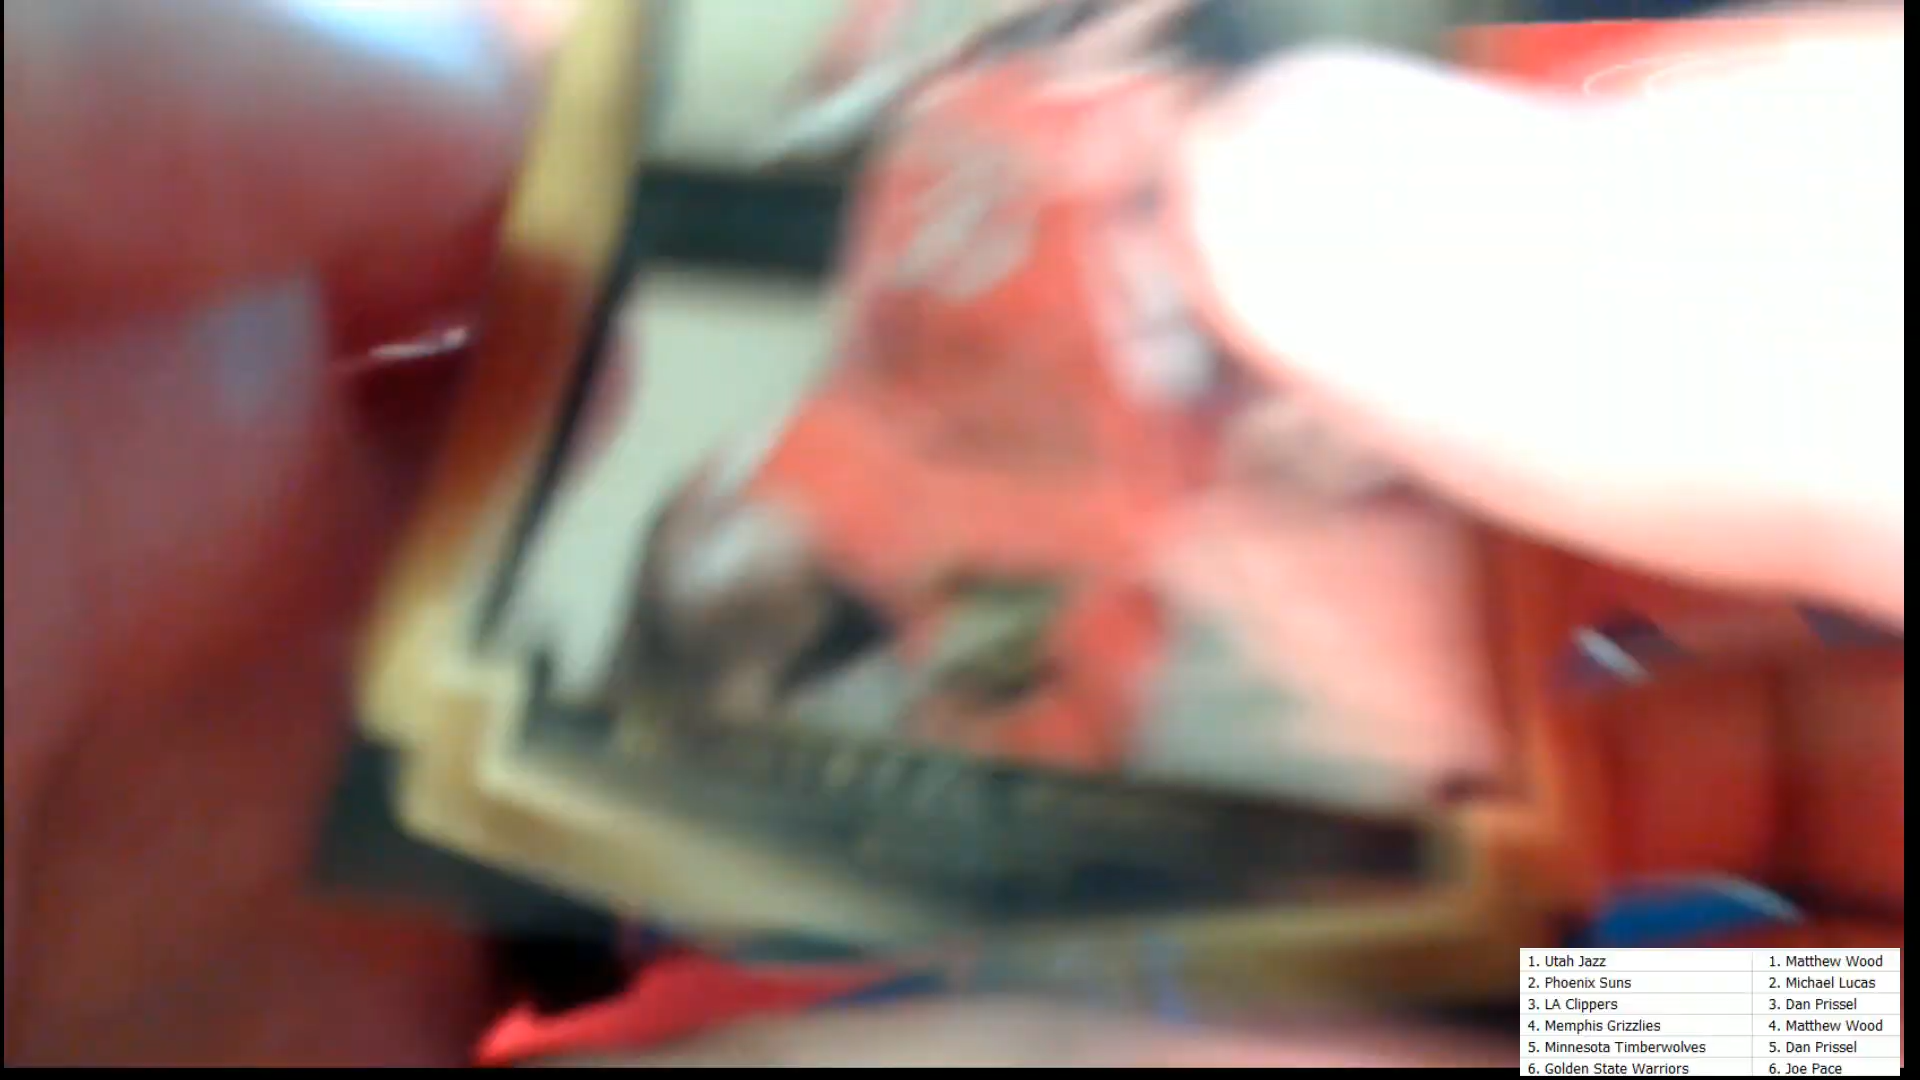 1. Utah Jazz 1. Matthew Wood
2. Phoenix Suns 2. Michael Lucas
3. LA Clippers 3. Dan Prissel
4. Memphis Grizzlies 4. Matthew Wood
5. Minnesota Timberwolves 5. Dan Prissel
6. Golden State Warriors 6. Joe Pace